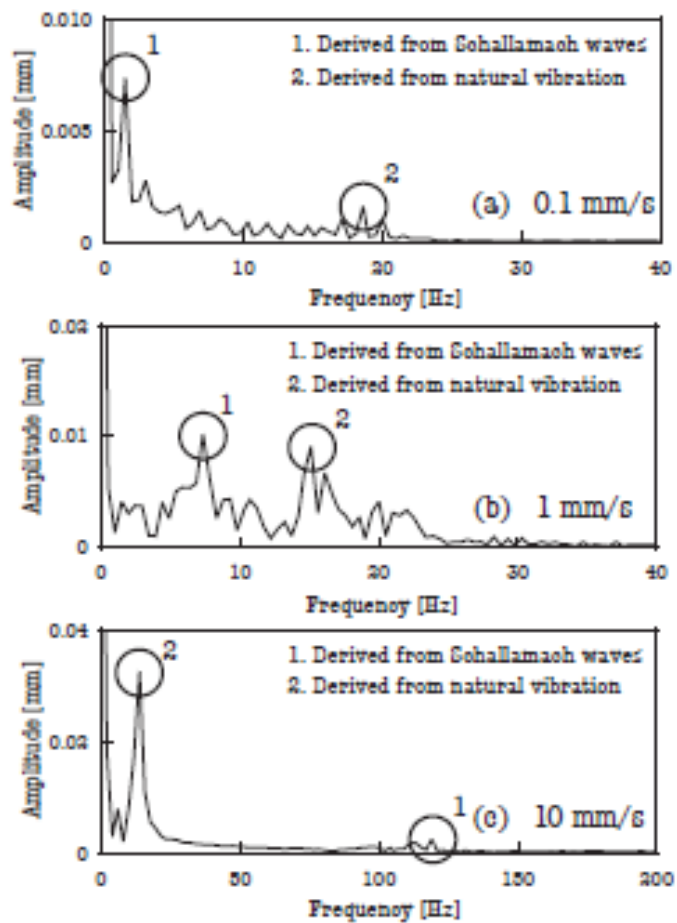 0.010
1
1. Derived from Schallamach waves
2. Derived from natural vibration
Amplitude [mm]
0.005
2
(a) 0.1 mm/s
0
0 10 20 30 40
Frequency [Hz]
0.02
1. Derived from Schallamach waves
2. Derived from natural vibration
Amplitude [mm]
1
2
0.01
(b) 1 mm/s
0
0 10 20 30 40
Frequency [Hz]
0.04
2
1. Derived from Schallamach waves
2. Derived from natural vibration
Amplitude [mm]
0.02
1
(c) 10 mm/s
0
0 50 100 150 200
Frequency [Hz]